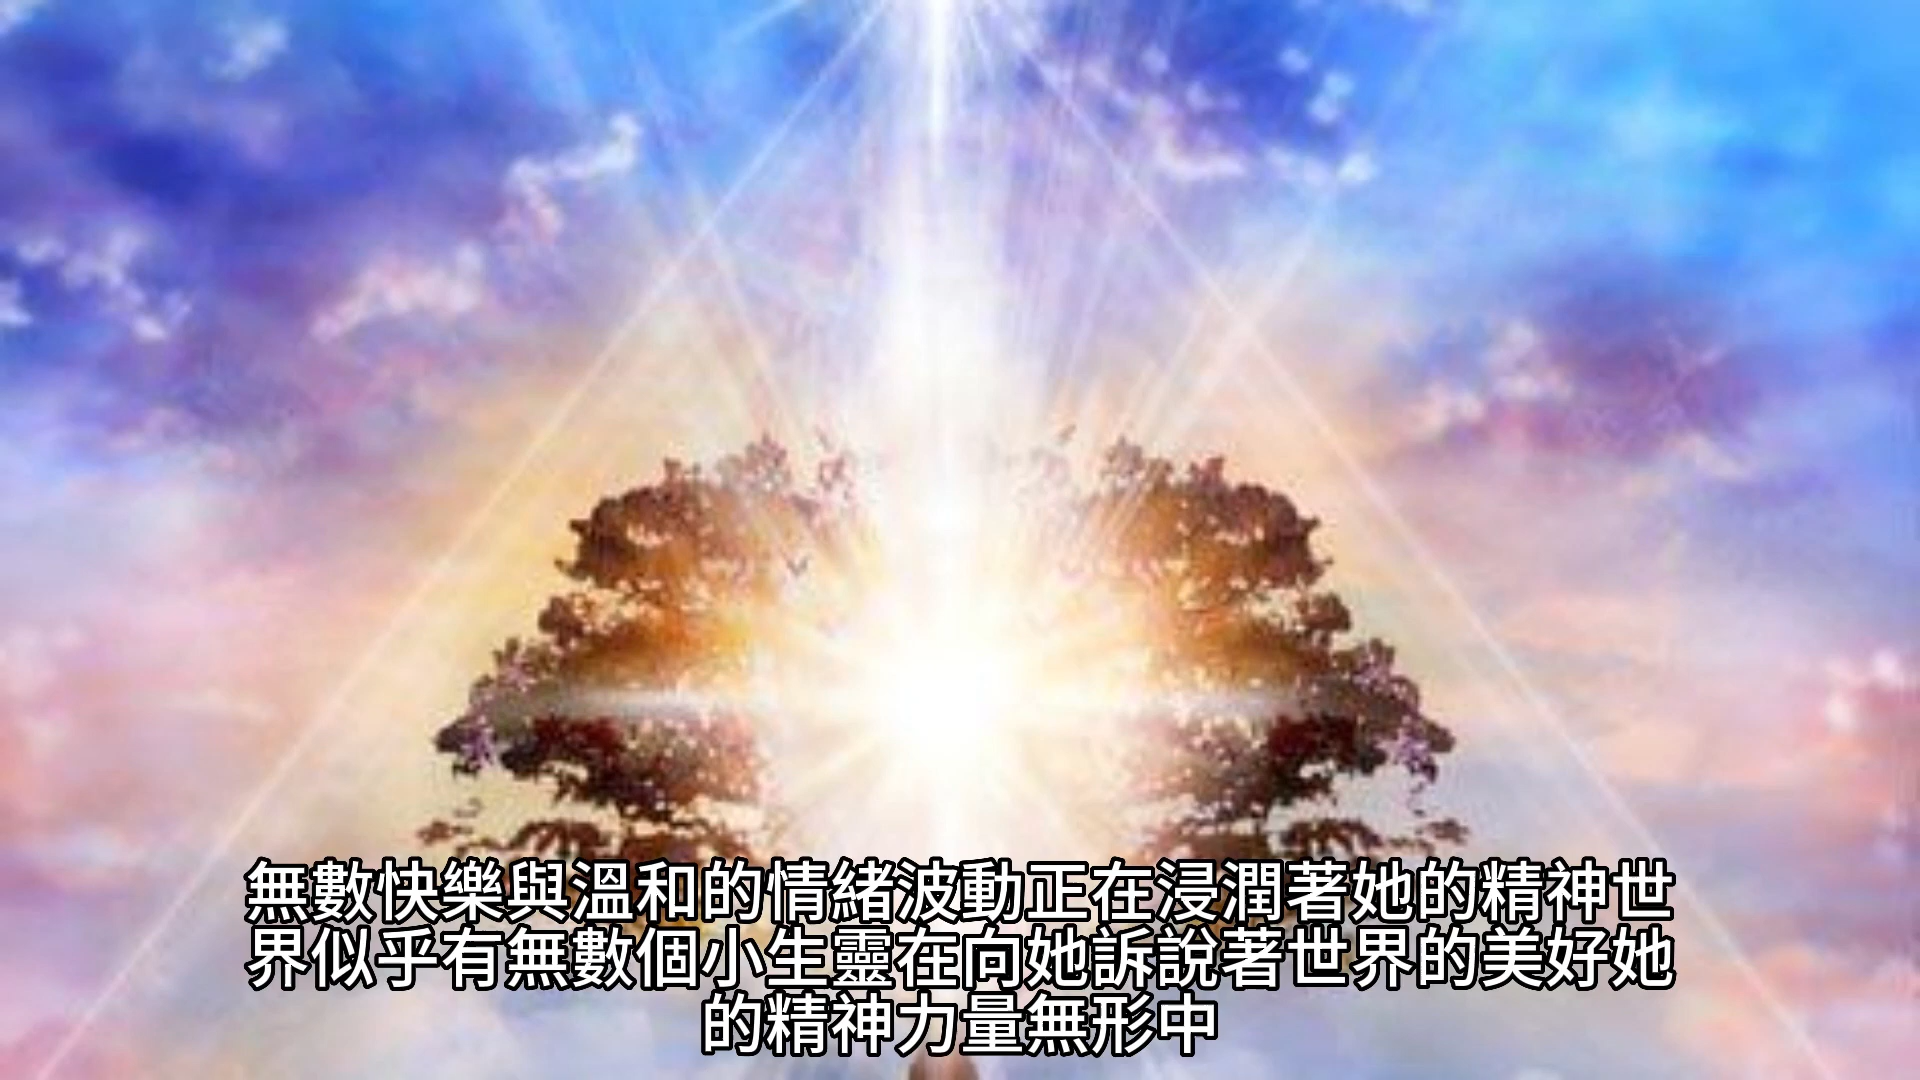 無數快樂與溫和的情緒波動正在浸潤著她的精神世
界似乎有無數個小生靈在向她訴說著世界的美好她
的精神力量無形中